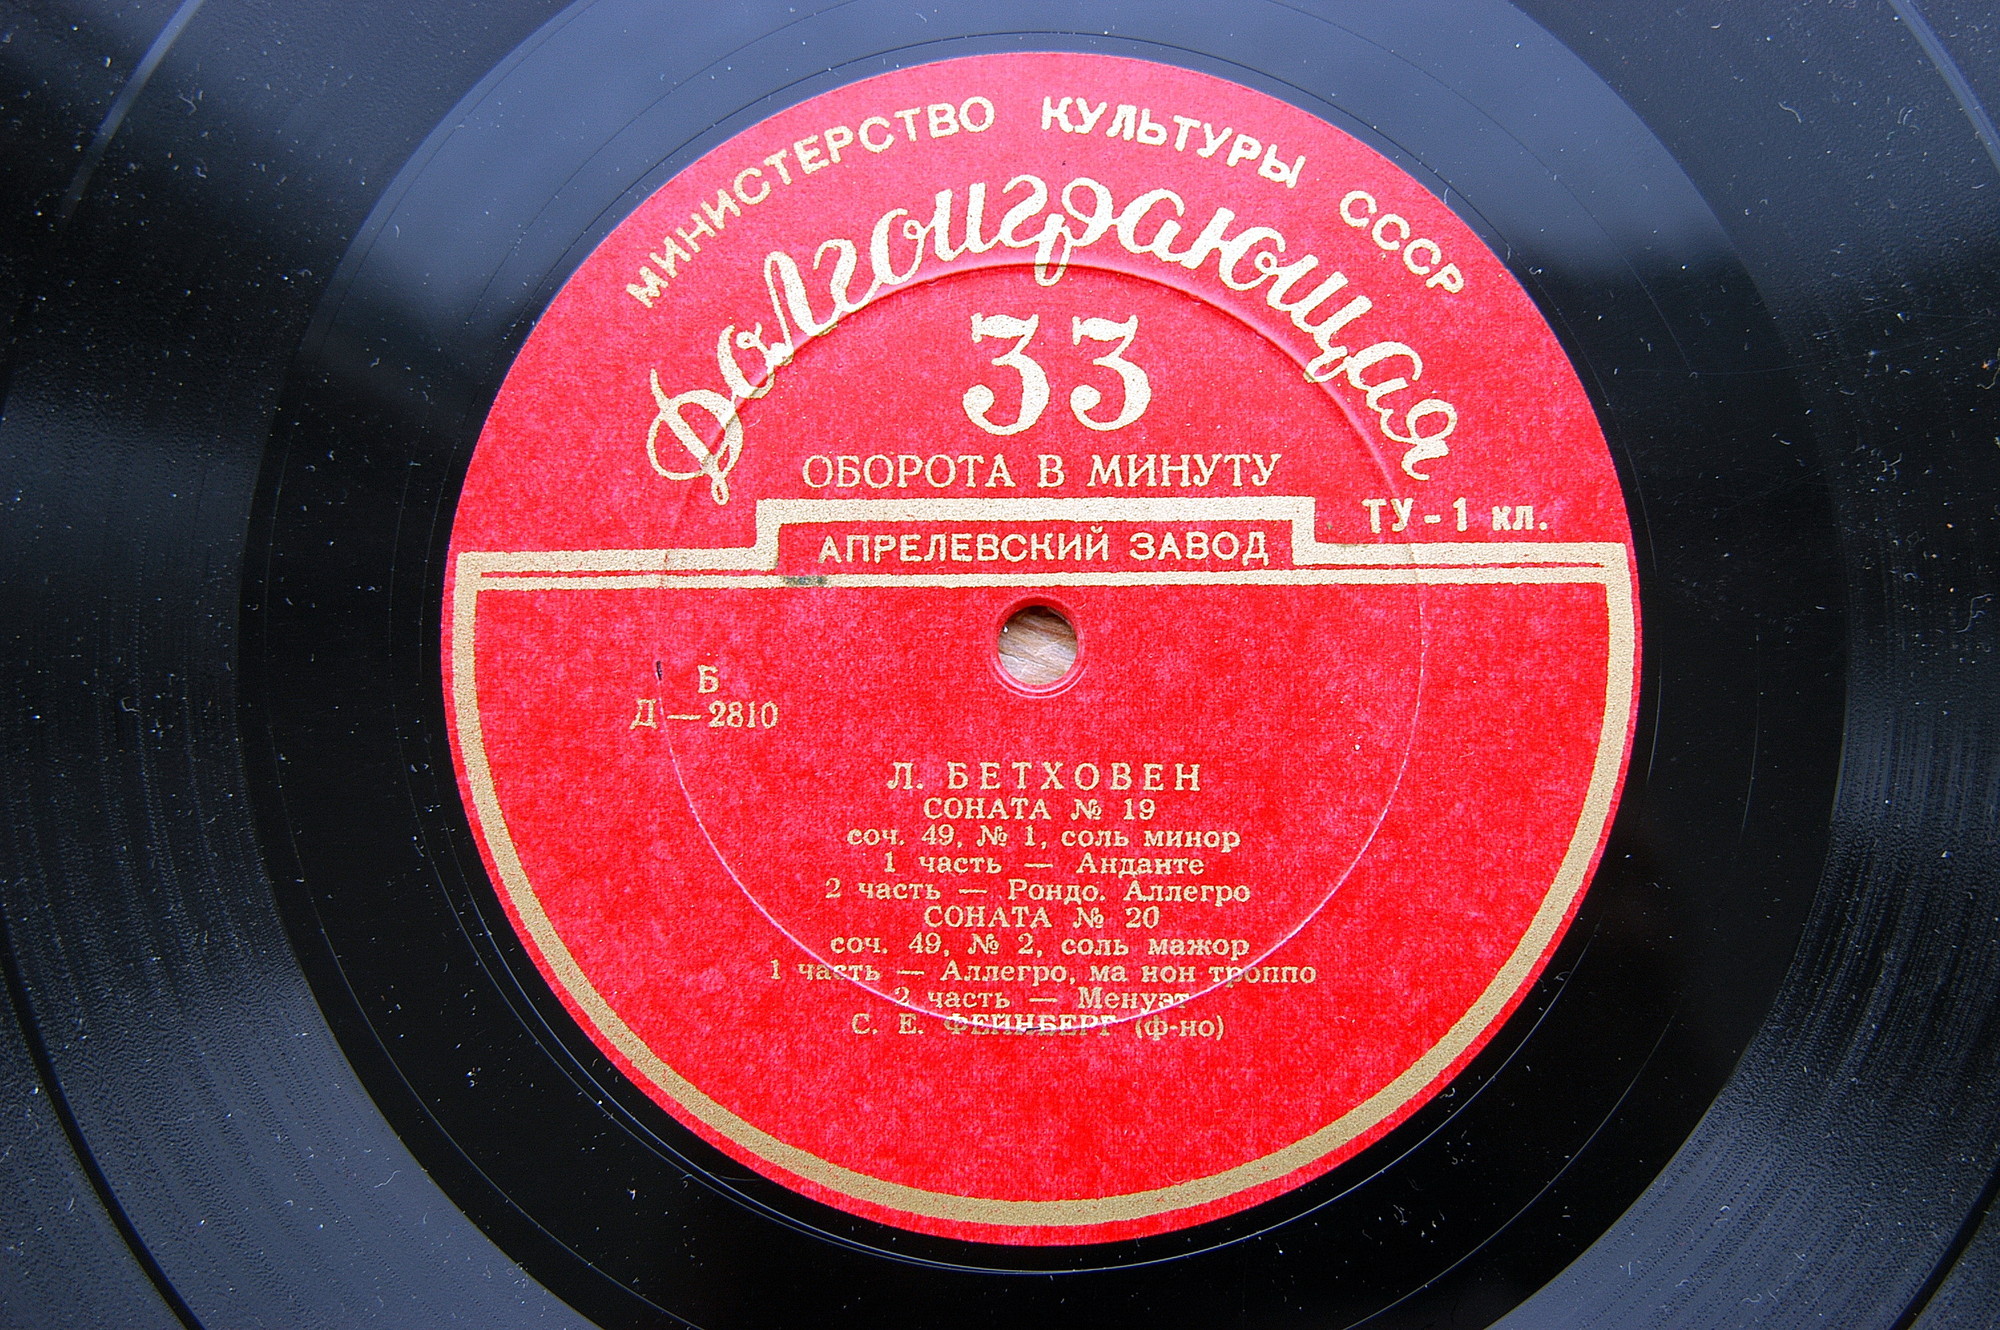 МИНИСТЕРСТВО КУЛЬТУРЫ СССР
Долгоиграющая
33
ОБОРОТА В МИНУТУ
ТУ-1 кл.
АПРЕЛЕВСКИЙ ЗАВОД
Б
Д — 2810
Л. БЕТХОВЕН
СОНАТА № 19
соч. 49, № 1, соль минор
1 часть — Анданте
2 часть — Рондо. Аллегро
СОНАТА № 20
соч. 49, № 2, соль мажор
1 часть — Аллегро, ма нон троппо
2 часть — Менуэт
С. Е. ФЕЙНБЕРГ (ф-но)